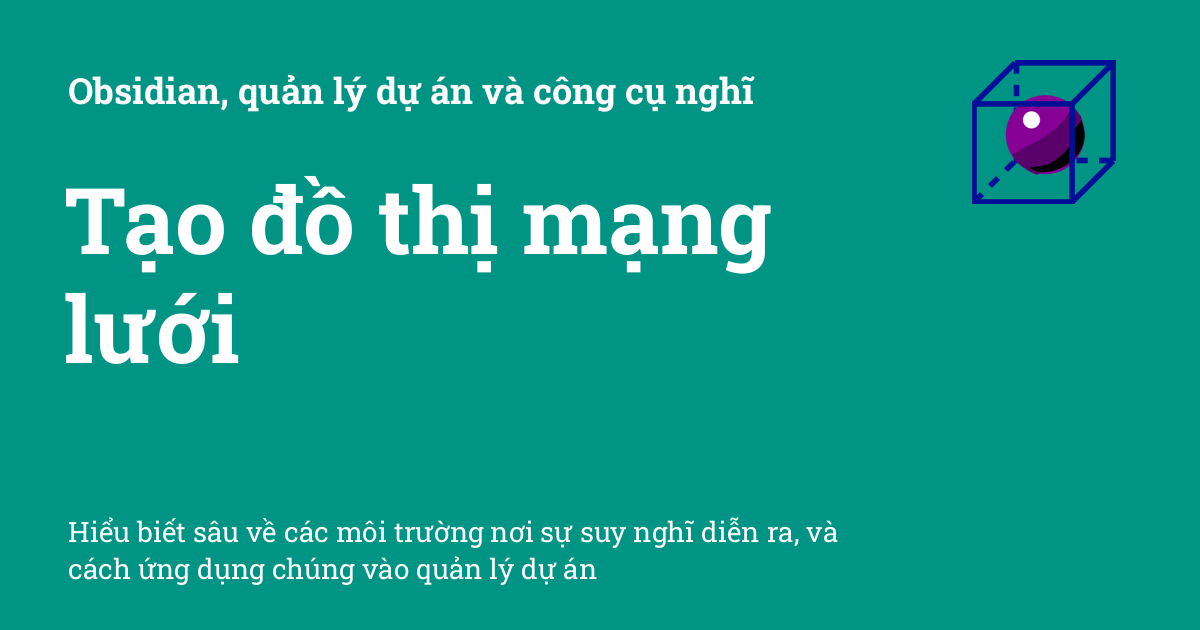 Obsidian, quản lý dự án và công cụ nghĩ
Tạo đồ thị mạng
lưới
Hiểu biết sâu về các môi trường nơi sự suy nghĩ diễn ra, và
cách ứng dụng chúng vào quản lý dự án